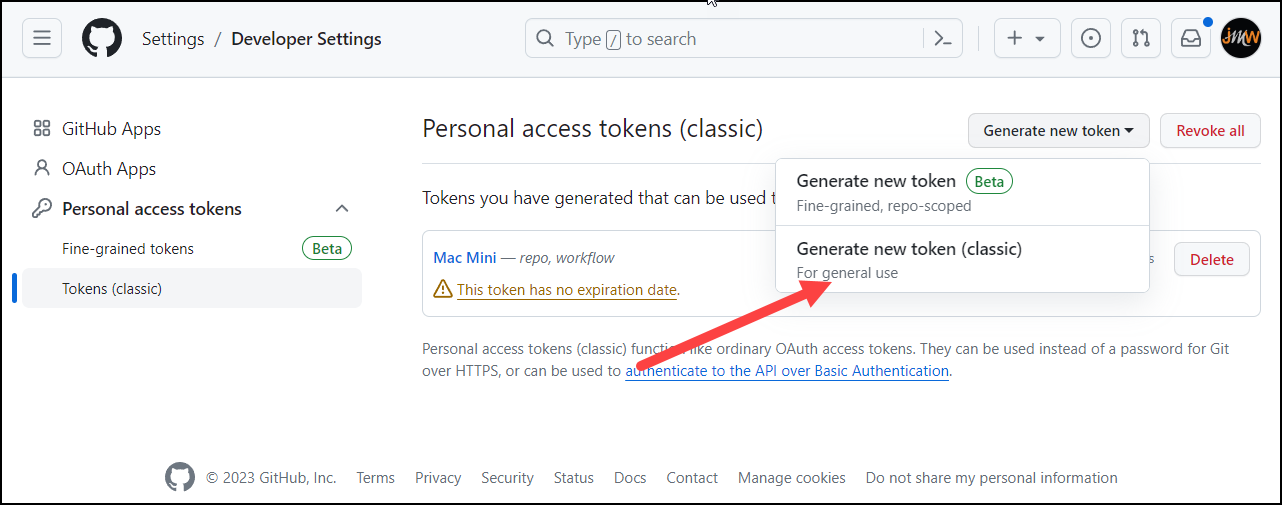 Settings / Developer Settings
Type / to search
JMW
GitHub Apps
OAuth Apps
Personal access tokens
Fine-grained tokens Beta
Tokens (classic)
Personal access tokens (classic)
Generate new token
Revoke all
Generate new token Beta
Fine-grained, repo-scoped
Generate new token (classic)
For general use
Tokens you have generated that can be used t
Mac Mini — repo, workflow
s
Delete
This token has no expiration date.
Personal access tokens (classic) function like ordinary OAuth access tokens. They can be used instead of a password for Git
over HTTPS, or can be used to authenticate to the API over Basic Authentication.
© 2023 GitHub, Inc. Terms Privacy Security Status Docs Contact Manage cookies Do not share my personal information